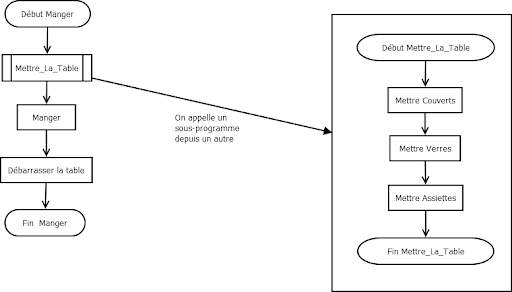 Début Manger
Mettre_La_Table
Manger
Débarrasser la table
Fin Manger
On appelle un
sous-programme
depuis un autre
Début Mettre_La_Table
Mettre Couverts
Mettre Verres
Mettre Assiettes
Fin Mettre_La_Table